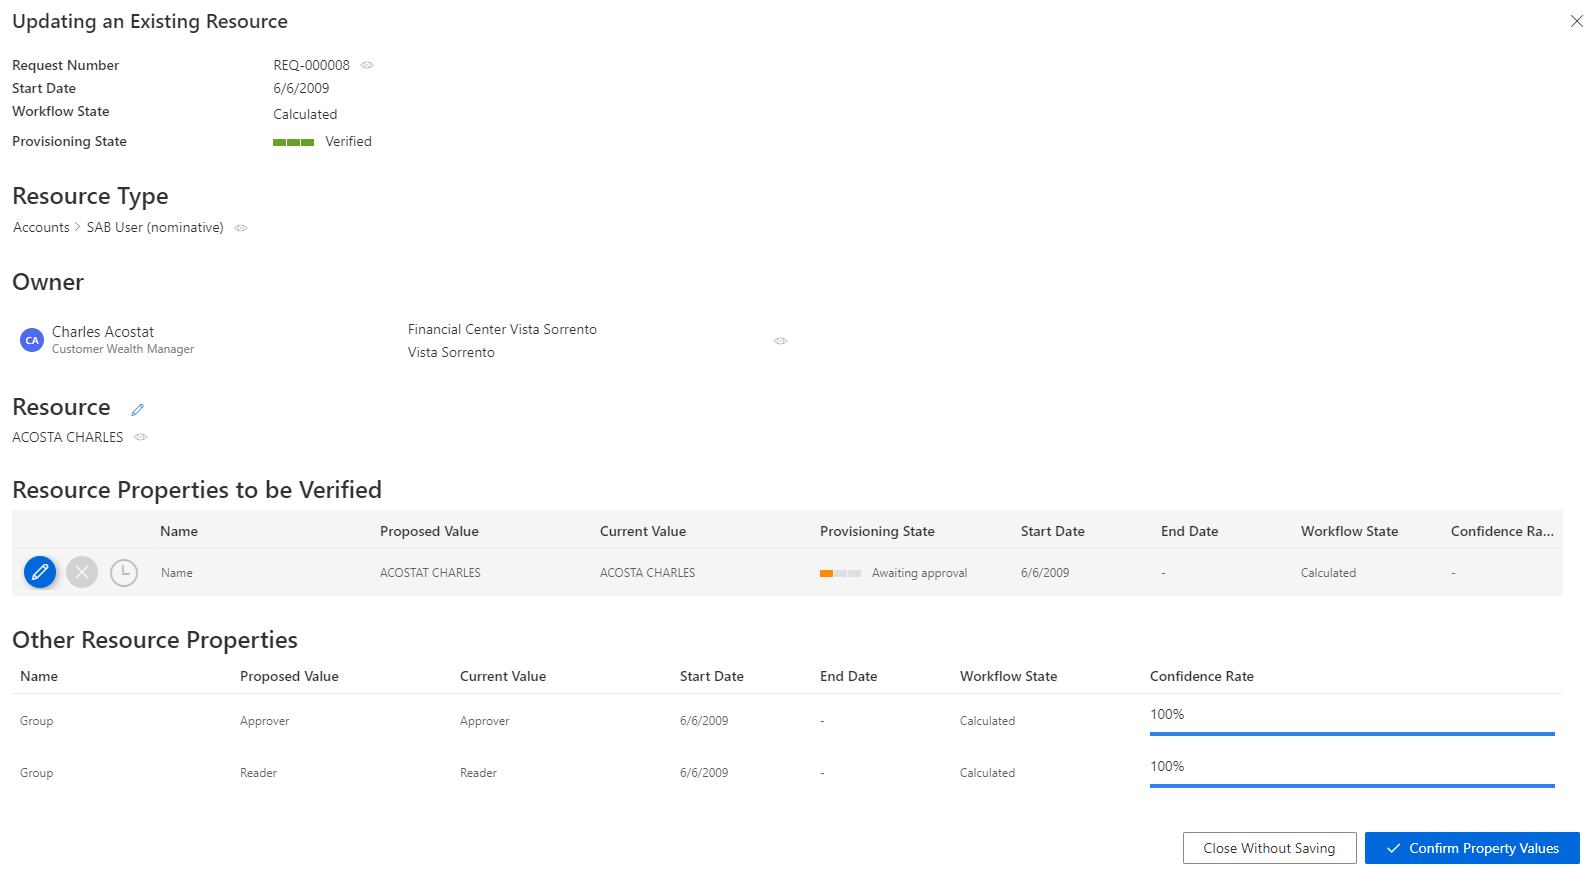 Updating an Existing Resource
Request Number REQ-000008
Start Date 6/6/2009
Workflow State Calculated
Provisioning State Verified
Resource Type
Accounts > SAB User (nominative)
Owner
CA Charles Acostat Financial Center Vista Sorrento
Customer Wealth Manager Vista Sorrento
Resource
ACOSTA CHARLES
Resource Properties to be Verified
Name Proposed Value Current Value Provisioning State Start Date End Date Workflow State Confidence Ra...
Name ACOSTAT CHARLES ACOSTA CHARLES Awaiting approval 6/6/2009 - Calculated -
Other Resource Properties
Name Proposed Value Current Value Start Date End Date Workflow State Confidence Rate
Group Approver Approver 6/6/2009 - Calculated 100%
Group Reader Reader 6/6/2009 - Calculated 100%
Close Without Saving Confirm Property Values